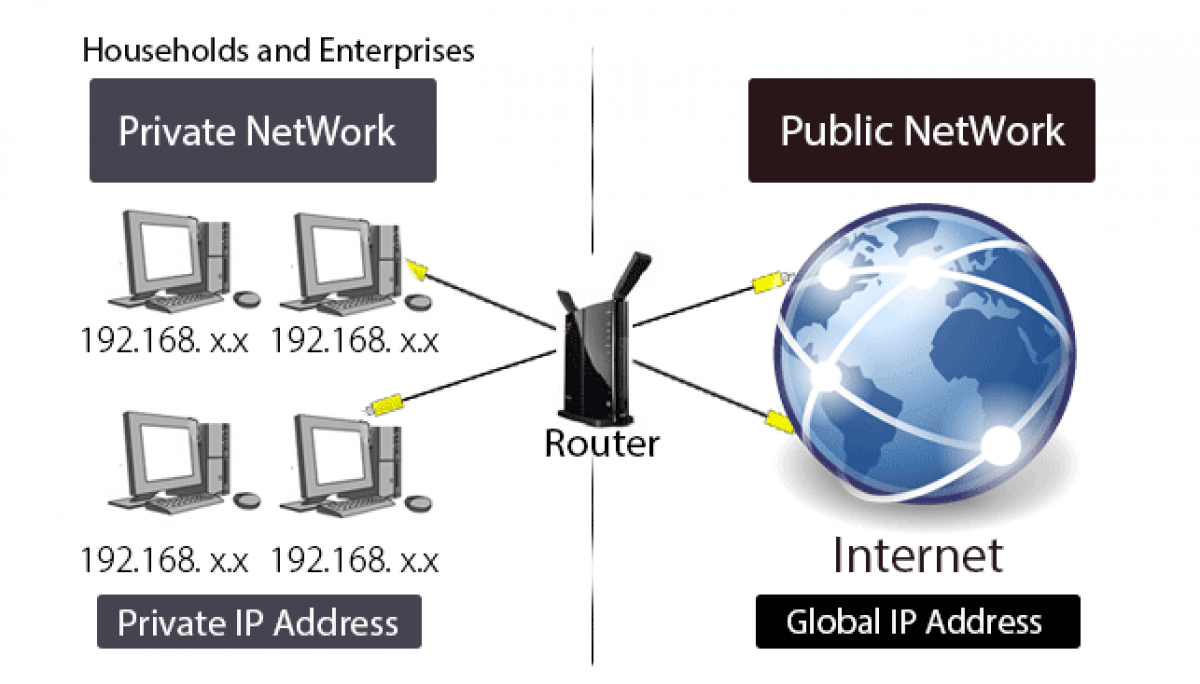 Households and Enterprises
Private NetWork
Public NetWork
192.168. x.x
192.168. x.x
Router
192.168. x.x
192.168. x.x
Internet
Private IP Address
Global IP Address